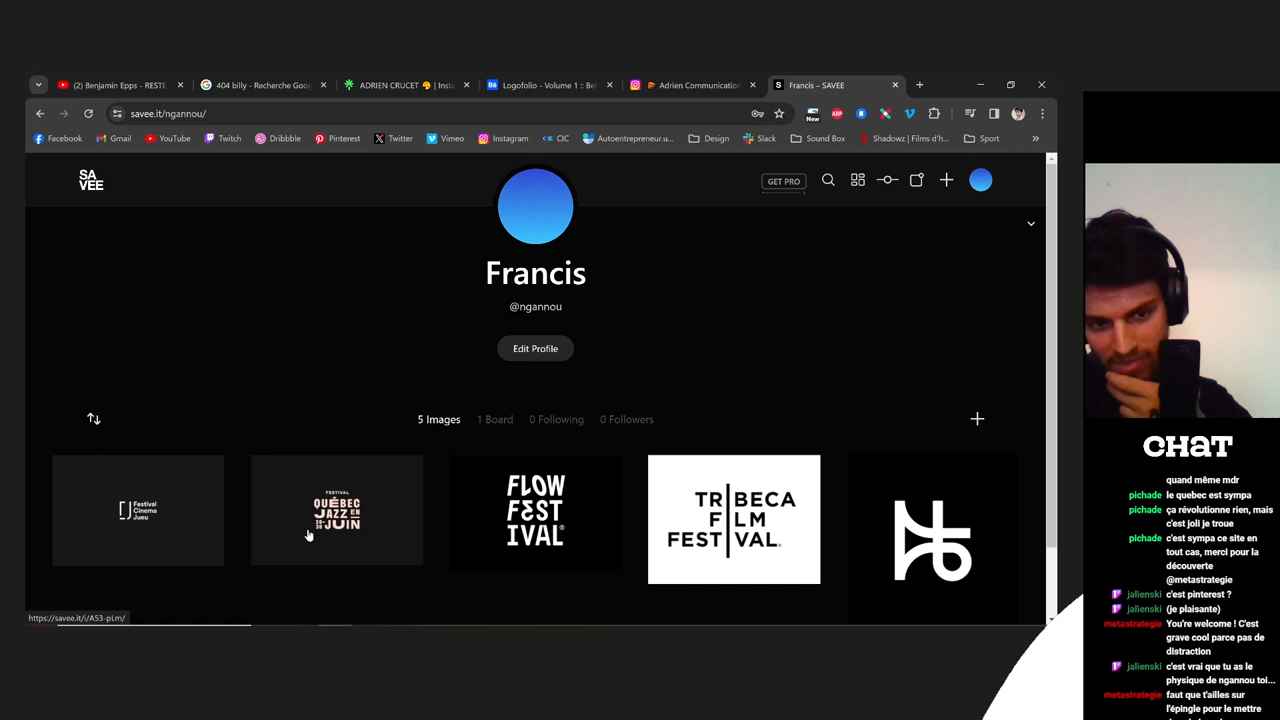 (2) Benjamin Epps - RESTE
404 billy - Recherche Goog
ADRIEN CRUCET 🌕 | Inst
Logofolio - Volume 1 :: Beh
Adrien Communication
Francis – SAVEE
savee.it/ngannou/
New
ABP
Facebook
Gmail
YouTube
Twitch
Dribbble
Pinterest
Twitter
Vimeo
Instagram
CIC
Autoentrepreneur.u...
Design
Slack
Sound Box
Shadowz | Films d'h...
Sport
»
SA
VEE
GET PRO
Francis
@ngannou
Edit Profile
5 Images
1 Board
0 Following
0 Followers
Festival
Cinema
Jueu
FESTIVAL
QUÉBEC
JAZZ EN
JUIN
FLOW
FEST
IVAL®
TRIBECA
FILM
FESTIVAL
https://savee.it/i/A53-pLm/
CHAT
quand même mdr
pichade le quebec est sympa
pichade ça révolutionne rien, mais
c'est joli je trouve
pichade c'est sympa ce site en
tout cas, merci pour la
découverte
@metastrategie
jalienski c'est pinterest ?
jalienski (je plaisante)
metastrategie You're welcome ! C'est
grave cool parce pas de
distraction
jalienski c'est vrai que tu as le
physique de ngannou toi...
metastrategie faut que t'ailles sur
l'épingle pour le mettre